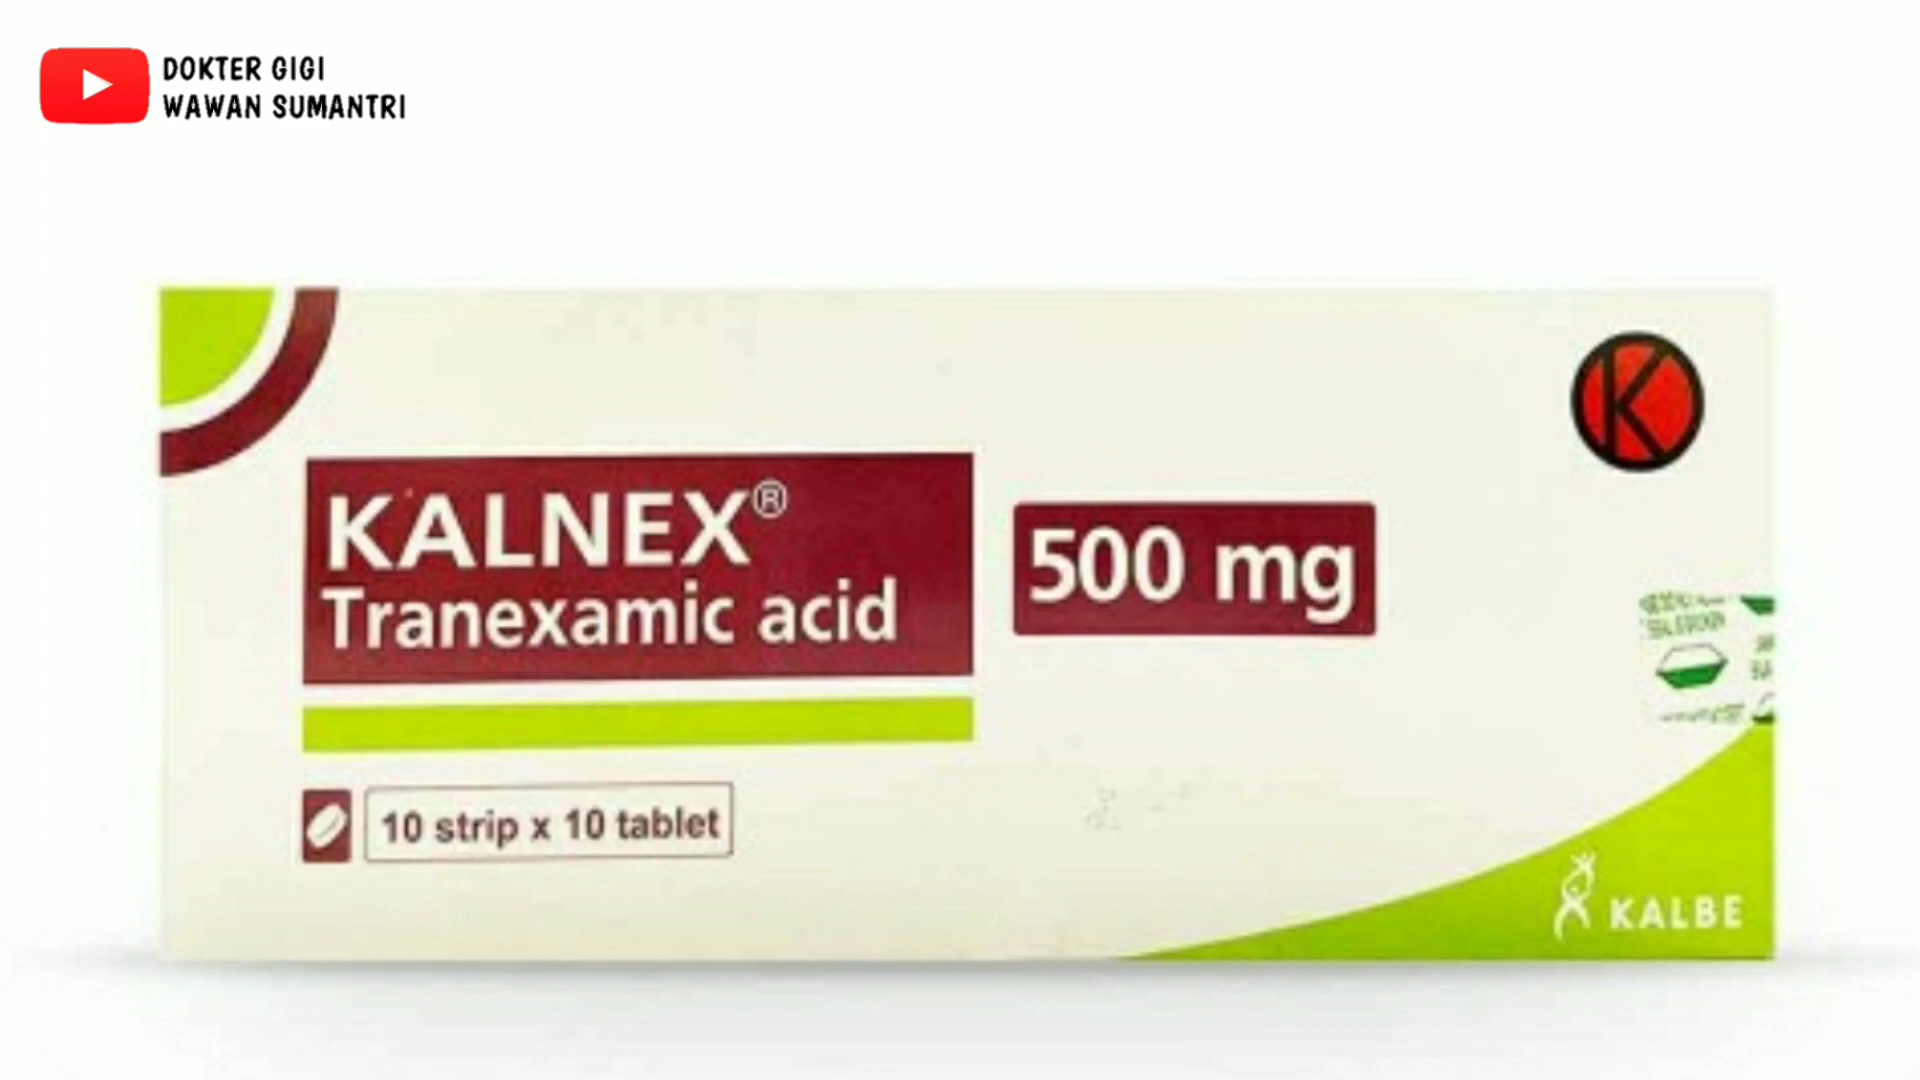 DOKTER GIGI
WAWAN SUMANTRI
K
KALNEX®
Tranexamic acid
500 mg
10 strip x 10 tablet
KALBE